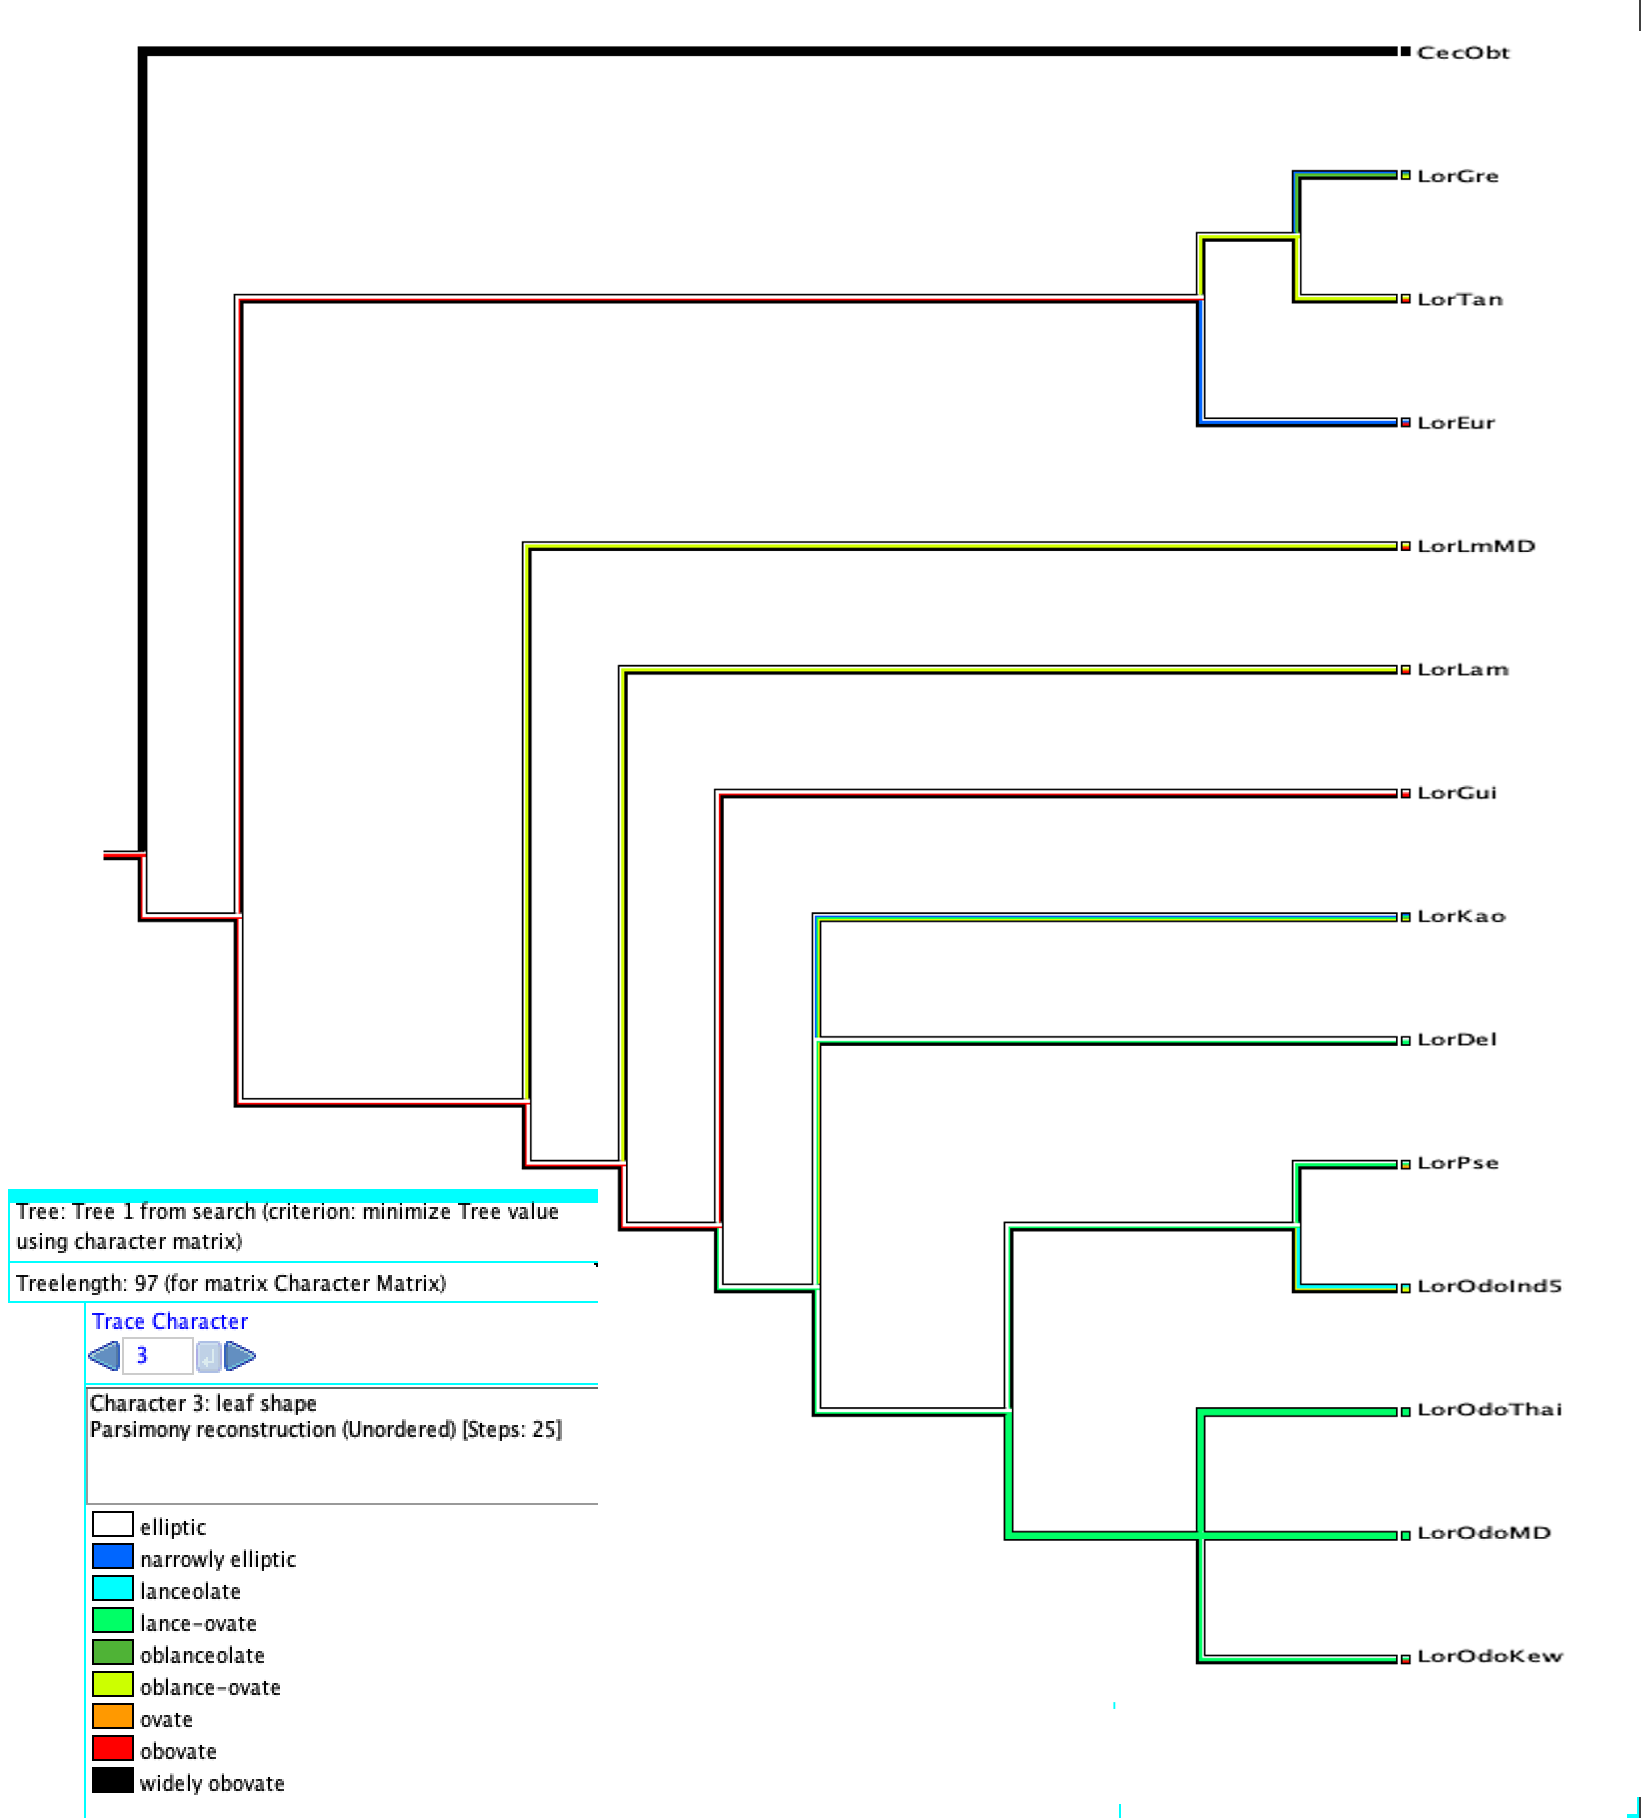 CecObt
LorGre
LorTan
LorEur
LorLmMD
LorLam
LorGui
LorKao
LorDel
LorPse
LorOdoInd5
LorOdoThai
LorOdoMD
LorOdoKew
Tree: Tree 1 from search (criterion: minimize Tree value
using character matrix)
Treelength: 97 (for matrix Character Matrix)
Trace Character
3
Character 3: leaf shape
Parsimony reconstruction (Unordered) [Steps: 25]
elliptic
narrowly elliptic
lanceolate
lance-ovate
oblanceolate
oblance-ovate
ovate
obovate
widely obovate